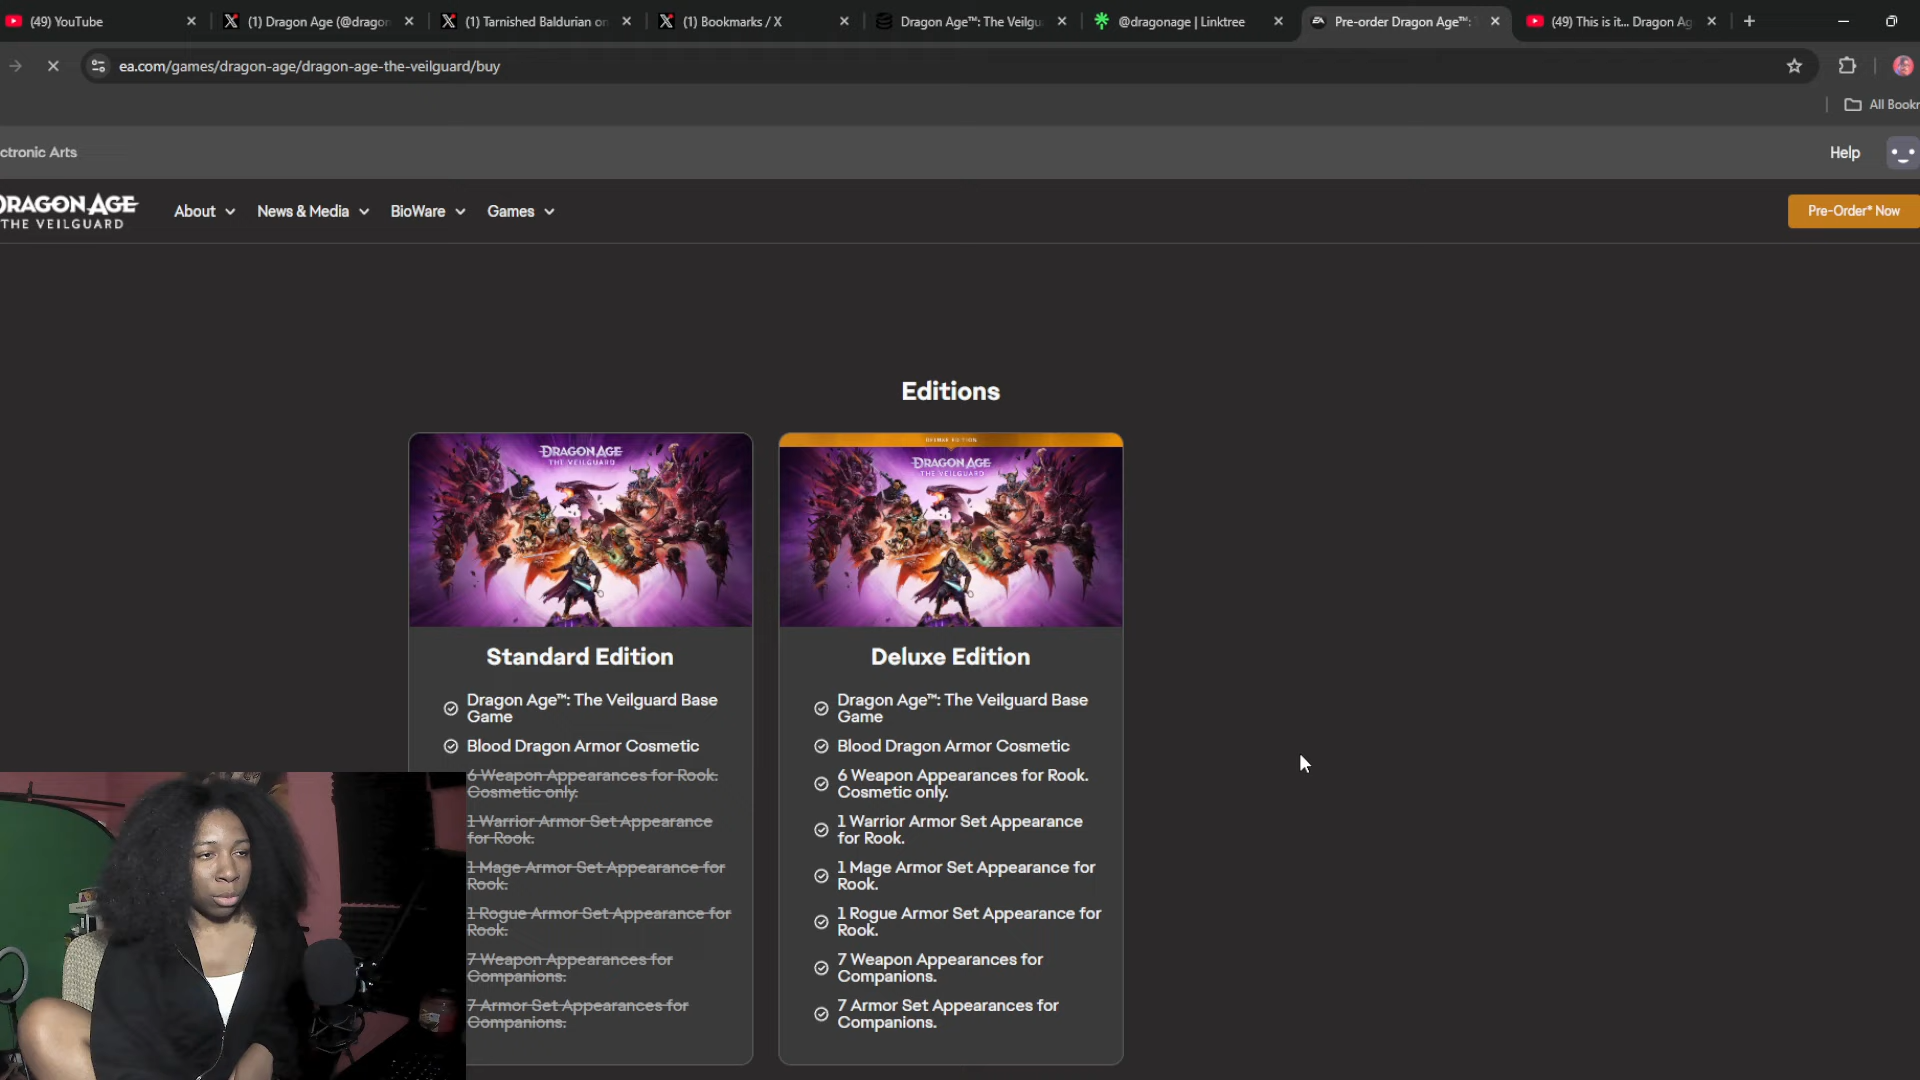 (49) YouTube
(1) Dragon Age (@dragon
(1) Tarnished Baldurian on
(1) Bookmarks / X
Dragon Age™: The Veilgu
@dragonage | Linktree
EA
Pre-order Dragon Age™:
(49) This is it... Dragon Ag
ea.com/games/dragon-age/dragon-age-the-veilguard/buy
All Bookr
ctronic Arts
Help
DRAGON AGE
THE VEILGUARD
About
News & Media
BioWare
Games
Pre-Order* Now
Editions
DRAGON AGE
THE VEILGUARD
Standard Edition
Dragon Age™: The Veilguard Base
Game
Blood Dragon Armor Cosmetic
6 Weapon Appearances for Rook.
Cosmetic only.
1 Warrior Armor Set Appearance
for Rook.
1 Mage Armor Set Appearance for
Rook.
1 Rogue Armor Set Appearance for
Rook.
7 Weapon Appearances for
Companions.
7 Armor Set Appearances for
Companions.
DELUXE EDITION
DRAGON AGE
THE VEILGUARD
Deluxe Edition
Dragon Age™: The Veilguard Base
Game
Blood Dragon Armor Cosmetic
6 Weapon Appearances for Rook.
Cosmetic only.
1 Warrior Armor Set Appearance
for Rook.
1 Mage Armor Set Appearance for
Rook.
1 Rogue Armor Set Appearance for
Rook.
7 Weapon Appearances for
Companions.
7 Armor Set Appearances for
Companions.